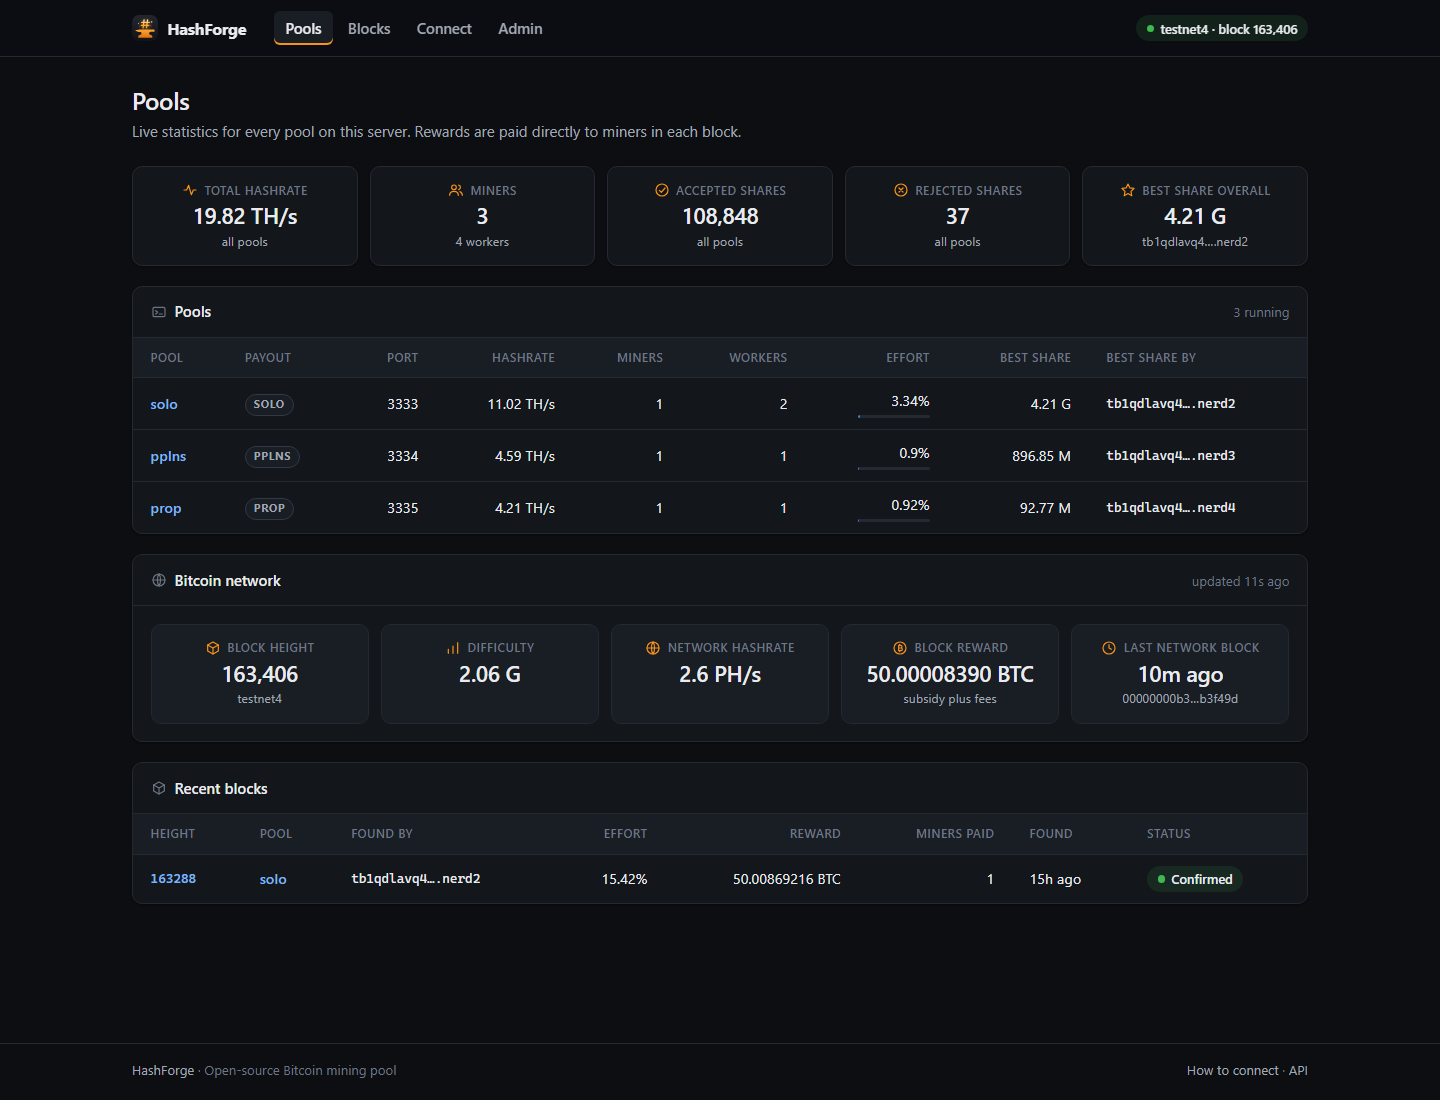 HashForge Pools Blocks Connect Admin testnet4 · block 163,406
Pools
Live statistics for every pool on this server. Rewards are paid directly to miners in each block.
TOTAL HASHRATE MINERS ACCEPTED SHARES REJECTED SHARES BEST SHARE OVERALL
19.82 TH/s 3 108,848 37 4.21 G
all pools 4 workers all pools all pools tb1qdlavq4….nerd2
Pools 3 running
POOL PAYOUT PORT HASHRATE MINERS WORKERS EFFORT BEST SHARE BEST SHARE BY
solo SOLO 3333 11.02 TH/s 1 2 3.34% 4.21 G tb1qdlavq4….nerd2
pplns PPLNS 3334 4.59 TH/s 1 1 0.9% 896.85 M tb1qdlavq4….nerd3
prop PROP 3335 4.21 TH/s 1 1 0.92% 92.77 M tb1qdlavq4….nerd4
Bitcoin network updated 11s ago
BLOCK HEIGHT DIFFICULTY NETWORK HASHRATE BLOCK REWARD LAST NETWORK BLOCK
163,406 2.06 G 2.6 PH/s 50.00008390 BTC 10m ago
testnet4 subsidy plus fees 00000000b3…b3f49d
Recent blocks
HEIGHT POOL FOUND BY EFFORT REWARD MINERS PAID FOUND STATUS
163288 solo tb1qdlavq4….nerd2 15.42% 50.00869216 BTC 1 15h ago Confirmed
HashForge · Open-source Bitcoin mining pool How to connect · API